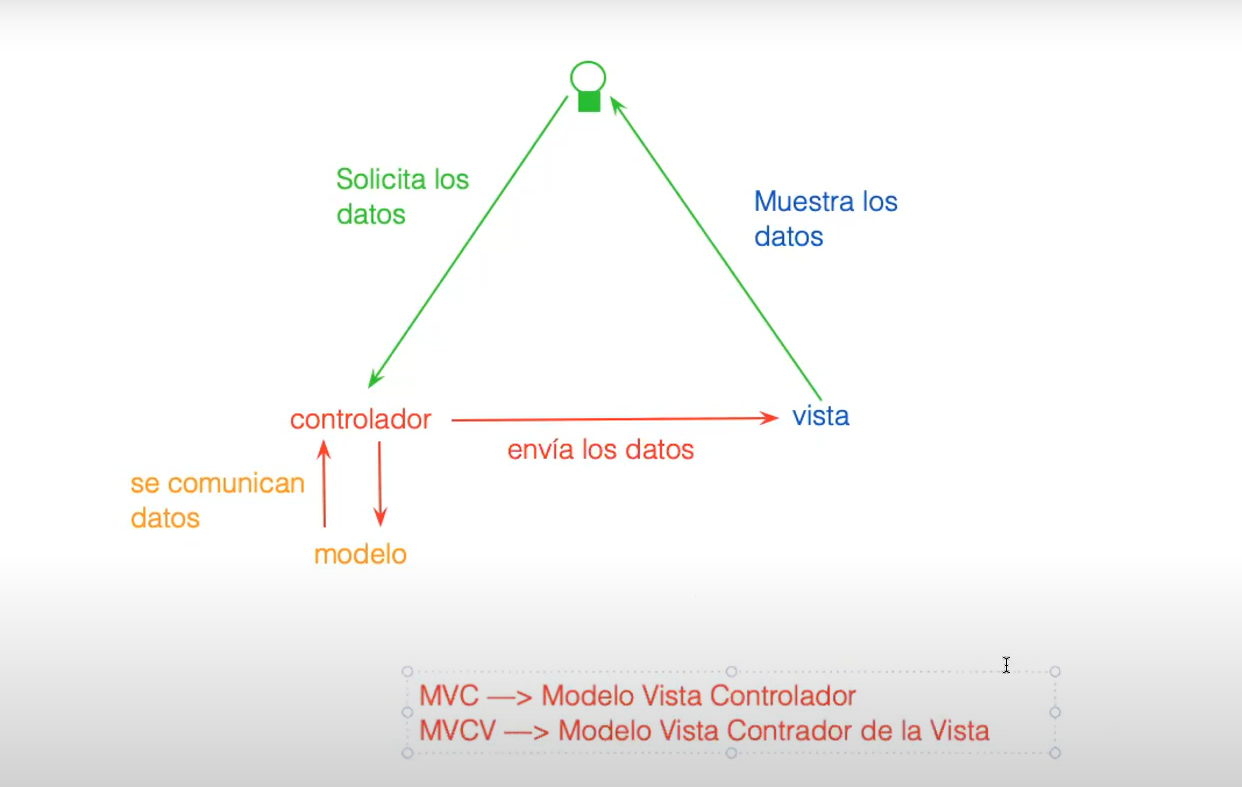 Solicita los
datos
Muestra los
datos
controlador
vista
envía los datos
se comunican
datos
modelo
MVC —> Modelo Vista Controlador
MVCV —> Modelo Vista Contrador de la Vista